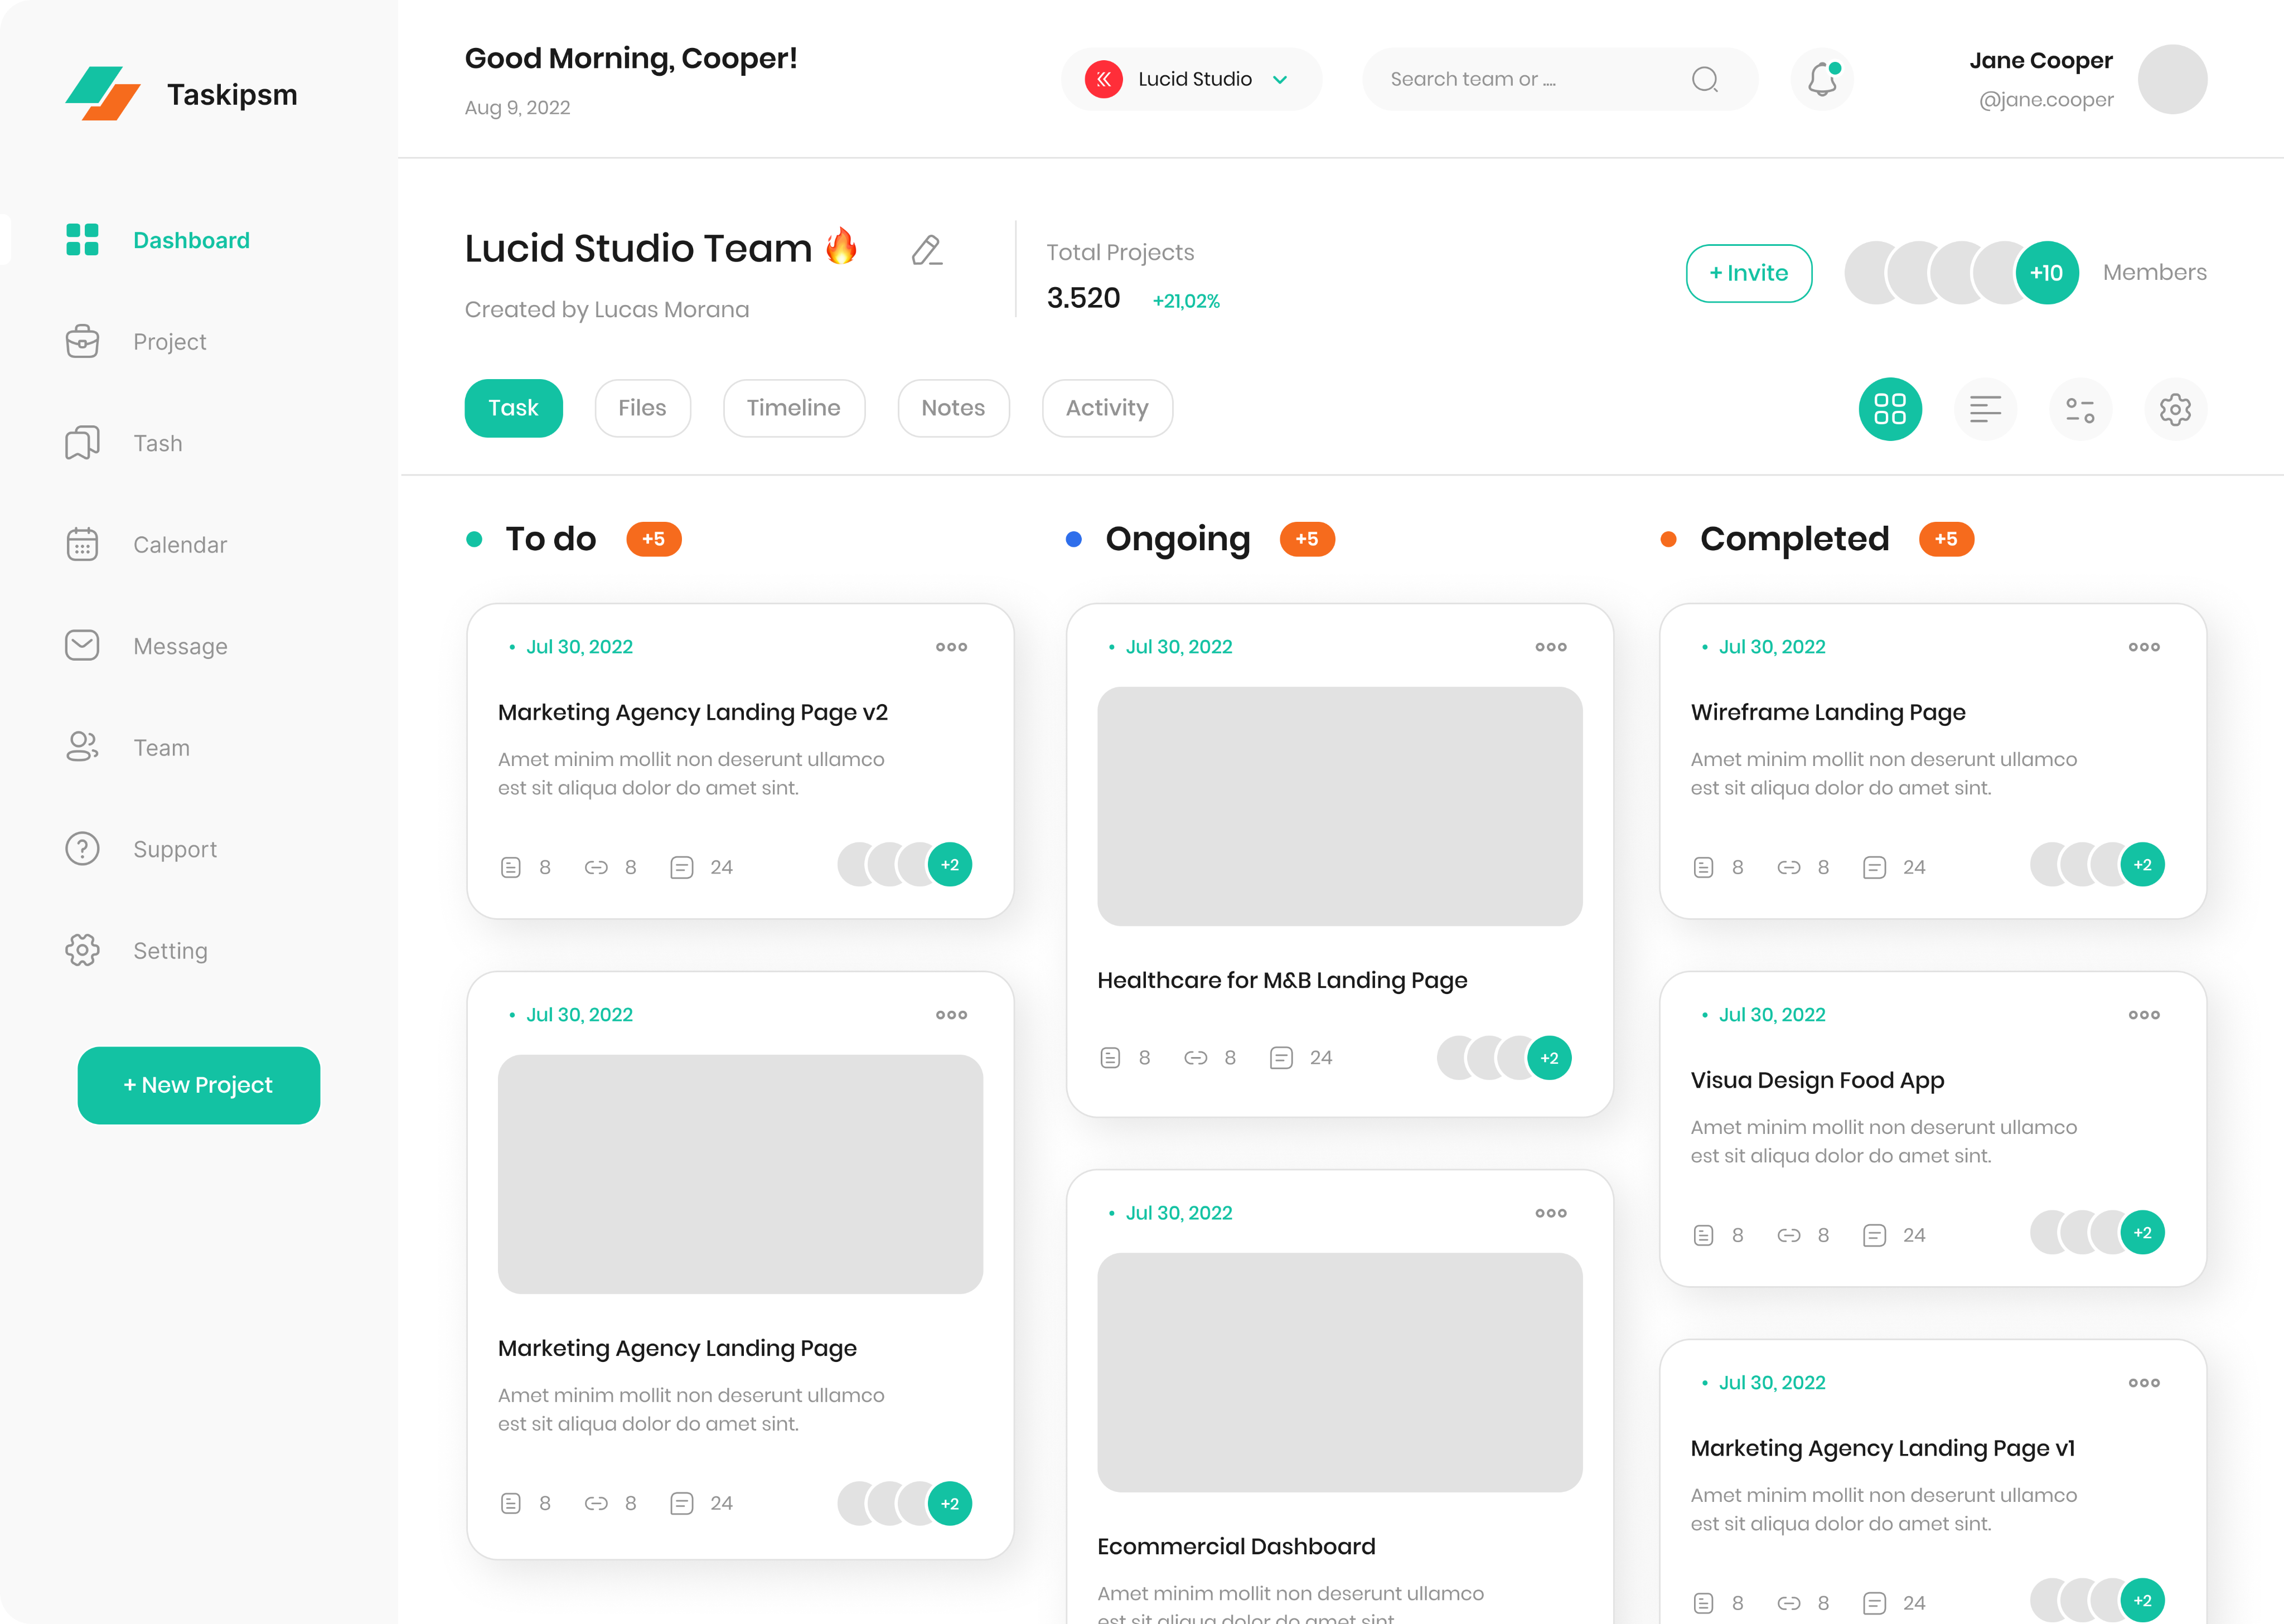 Taskipsm
Dashboard
Project
Tash
Calendar
Message
Team
Support
Setting
+ New Project
Good Morning, Cooper!
Aug 9, 2022
Lucid Studio
Search team or ....
Jane Cooper
@jane.cooper
Lucid Studio Team 🔥
Created by Lucas Morana
Total Projects
3.520 +21,02%
+ Invite
+10
Members
Task
Files
Timeline
Notes
Activity
To do +5
Jul 30, 2022
Marketing Agency Landing Page v2
Amet minim mollit non deserunt ullamco
est sit aliqua dolor do amet sint.
8 8 24 +2
Jul 30, 2022
Marketing Agency Landing Page
Amet minim mollit non deserunt ullamco
est sit aliqua dolor do amet sint.
8 8 24 +2
Ongoing +5
Jul 30, 2022
Healthcare for M&B Landing Page
8 8 24 +2
Jul 30, 2022
Ecommercial Dashboard
Amet minim mollit non deserunt ullamco
est sit aliqua dolor do amet sint.
Completed +5
Jul 30, 2022
Wireframe Landing Page
Amet minim mollit non deserunt ullamco
est sit aliqua dolor do amet sint.
8 8 24 +2
Jul 30, 2022
Visua Design Food App
Amet minim mollit non deserunt ullamco
est sit aliqua dolor do amet sint.
8 8 24 +2
Jul 30, 2022
Marketing Agency Landing Page v1
Amet minim mollit non deserunt ullamco
est sit aliqua dolor do amet sint.
8 8 24 +2